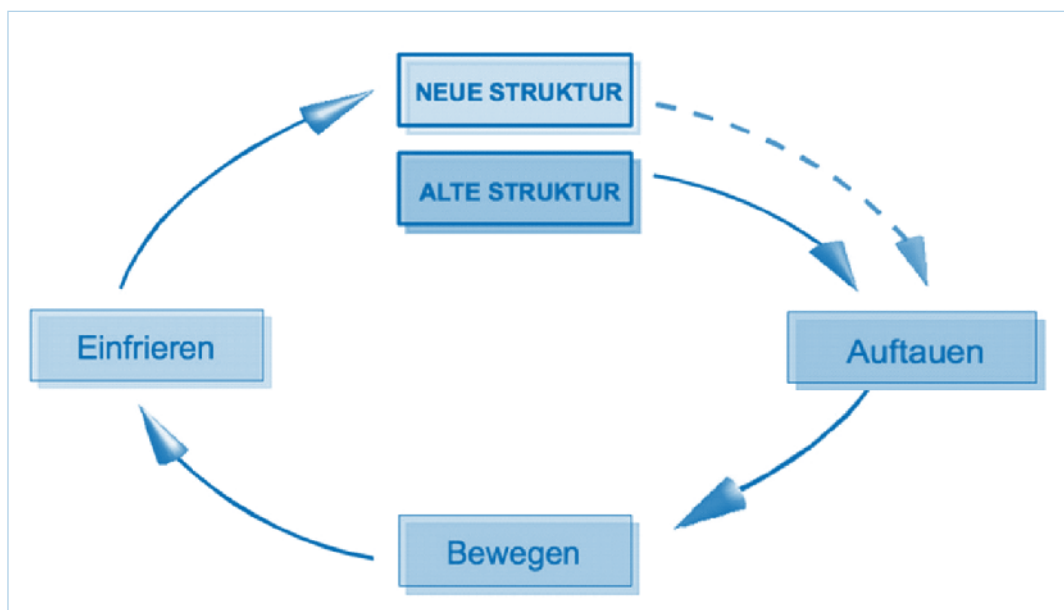 NEUE STRUKTUR
ALTE STRUKTUR
Einfrieren
Auftauen
Bewegen